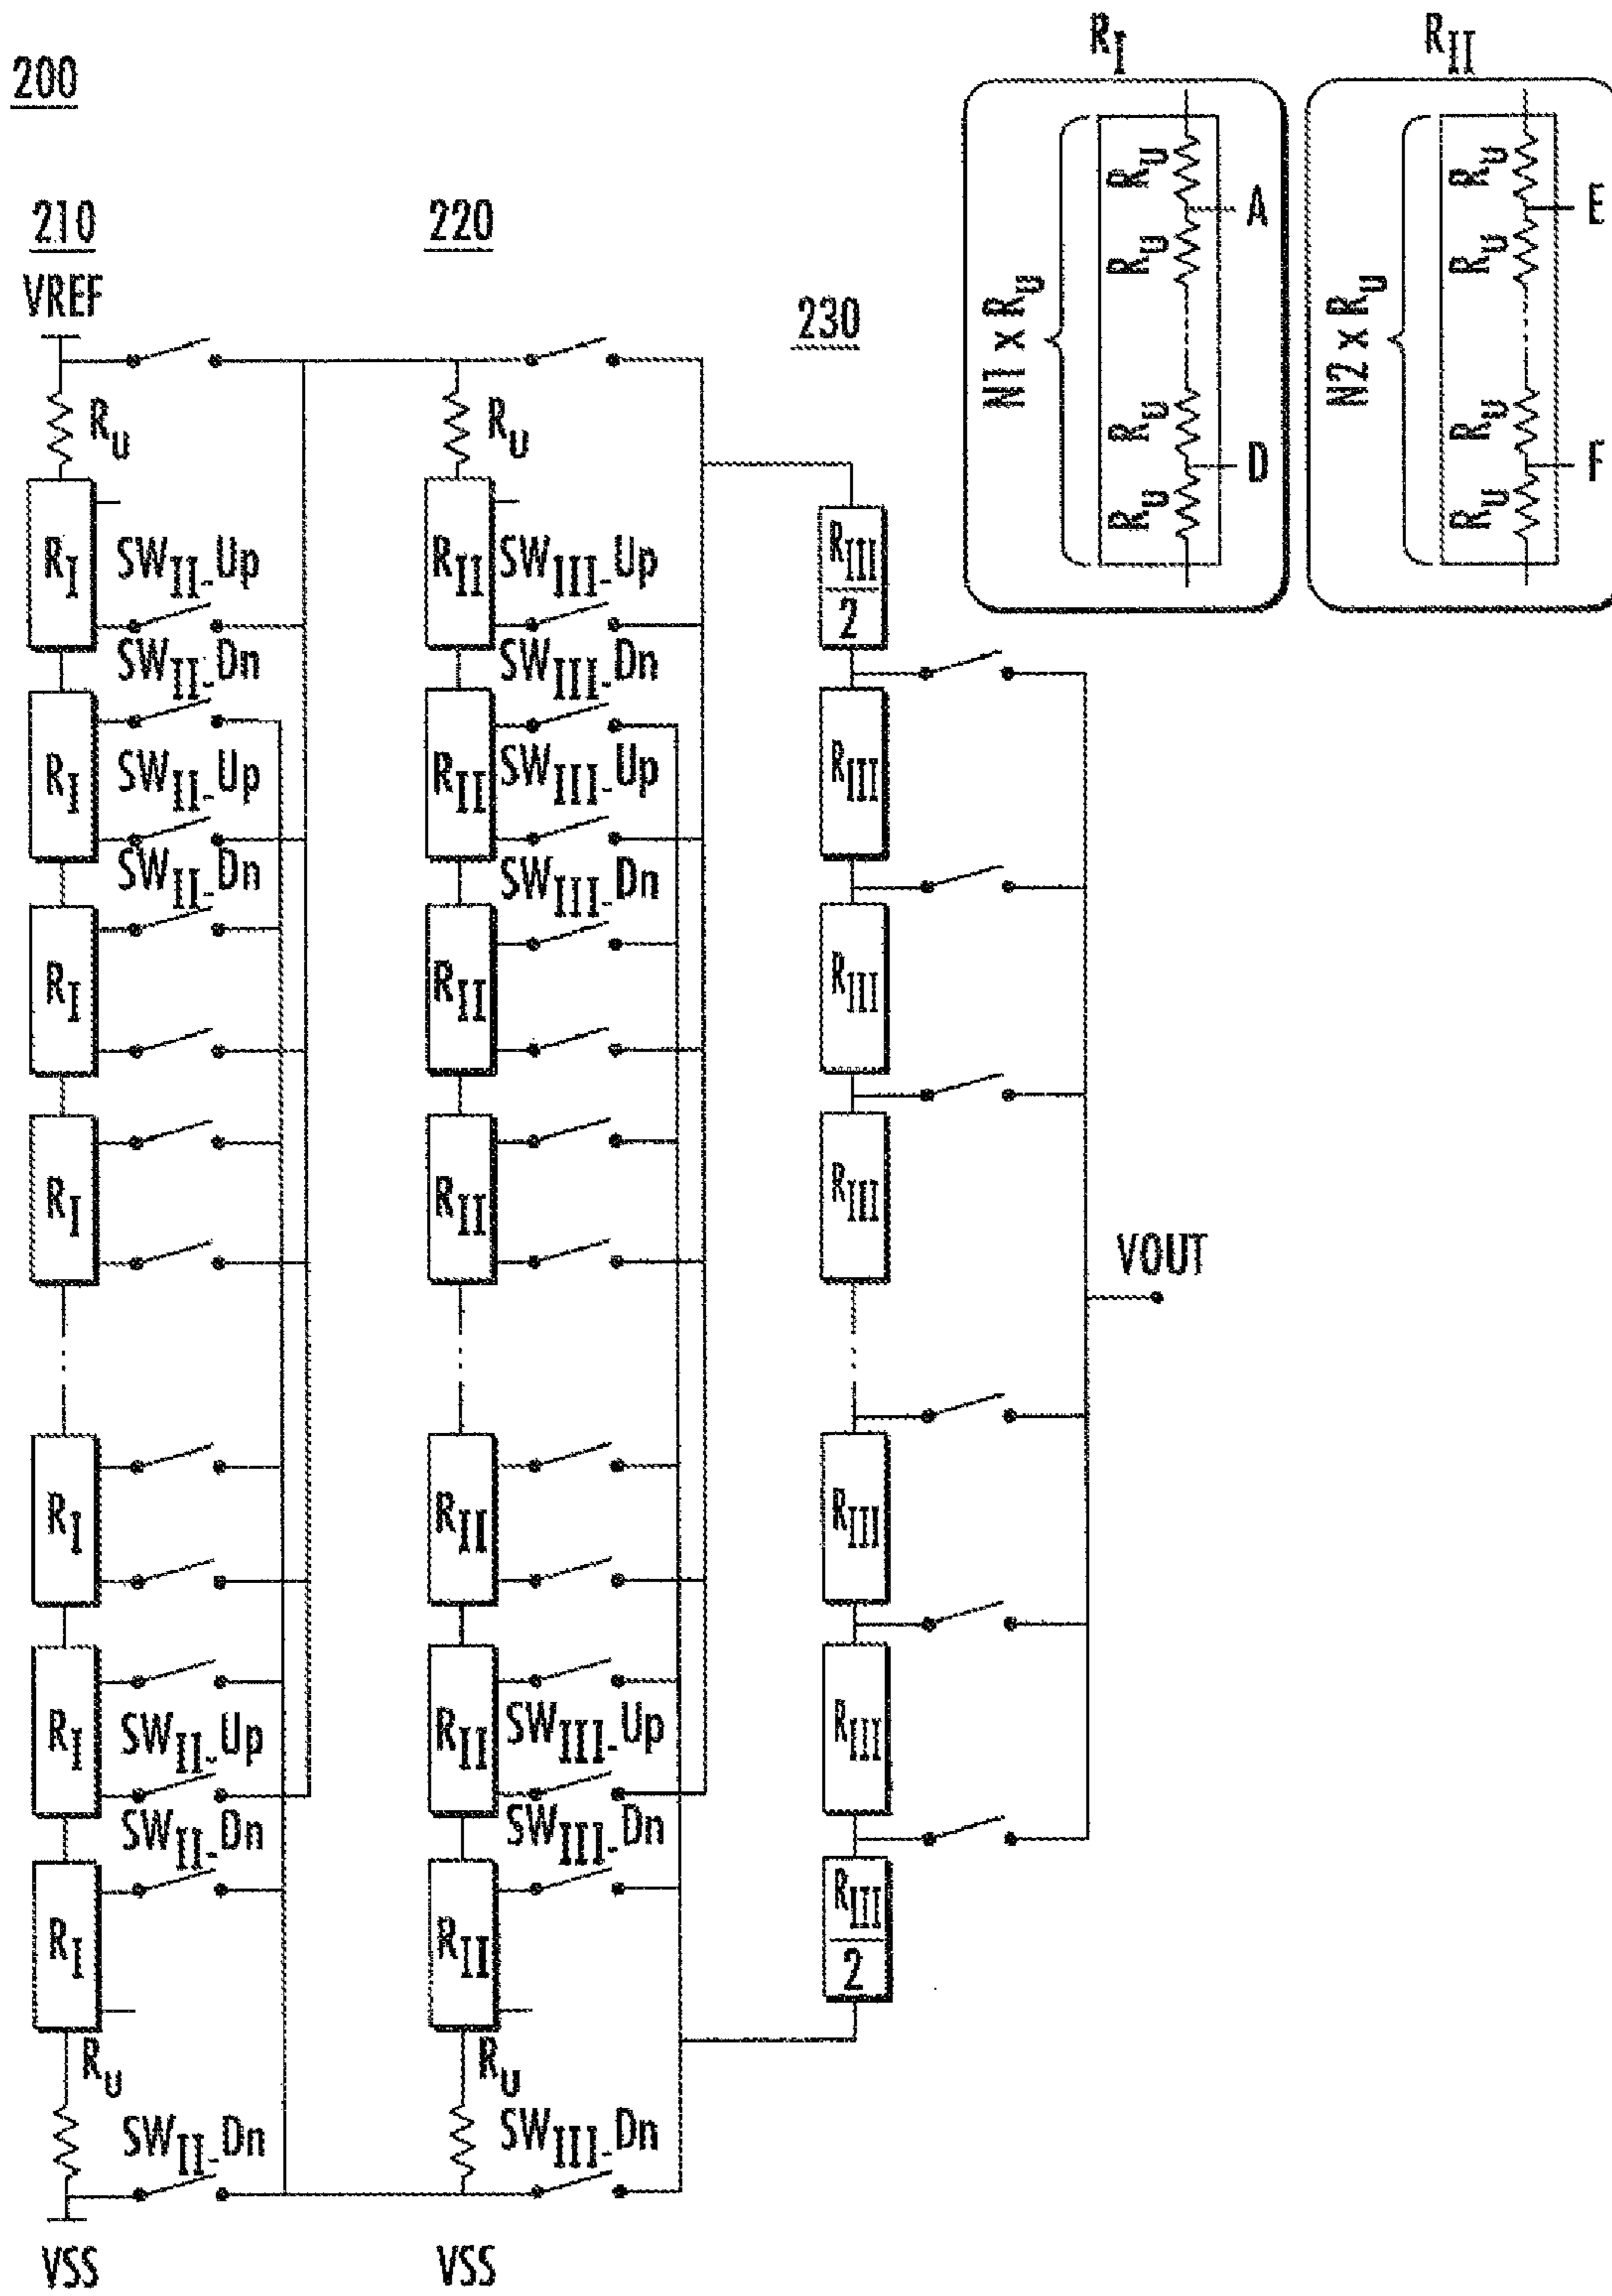 200
210
VREF
R_U
R_I
SW_II-Up
SW_II-Dn
R_I
SW_II-Up
SW_II-Dn
R_I
R_I
R_I
R_I
SW_II-Up
SW_II-Dn
R_I
R_U
SW_II-Dn
VSS
220
R_U
R_II
SW_III-Up
SW_III-Dn
R_II
SW_III-Up
SW_III-Dn
R_II
R_II
R_II
R_II
SW_III-Up
SW_III-Dn
R_II
R_U
SW_III-Dn
VSS
230
R_III
2
R_III
R_III
R_III
R_III
R_III
R_III
2
VOUT
R_I
N1 x R_U
R_U
R_U
R_U
R_U
A
D
R_II
N2 x R_U
R_U
R_U
R_U
R_U
E
F